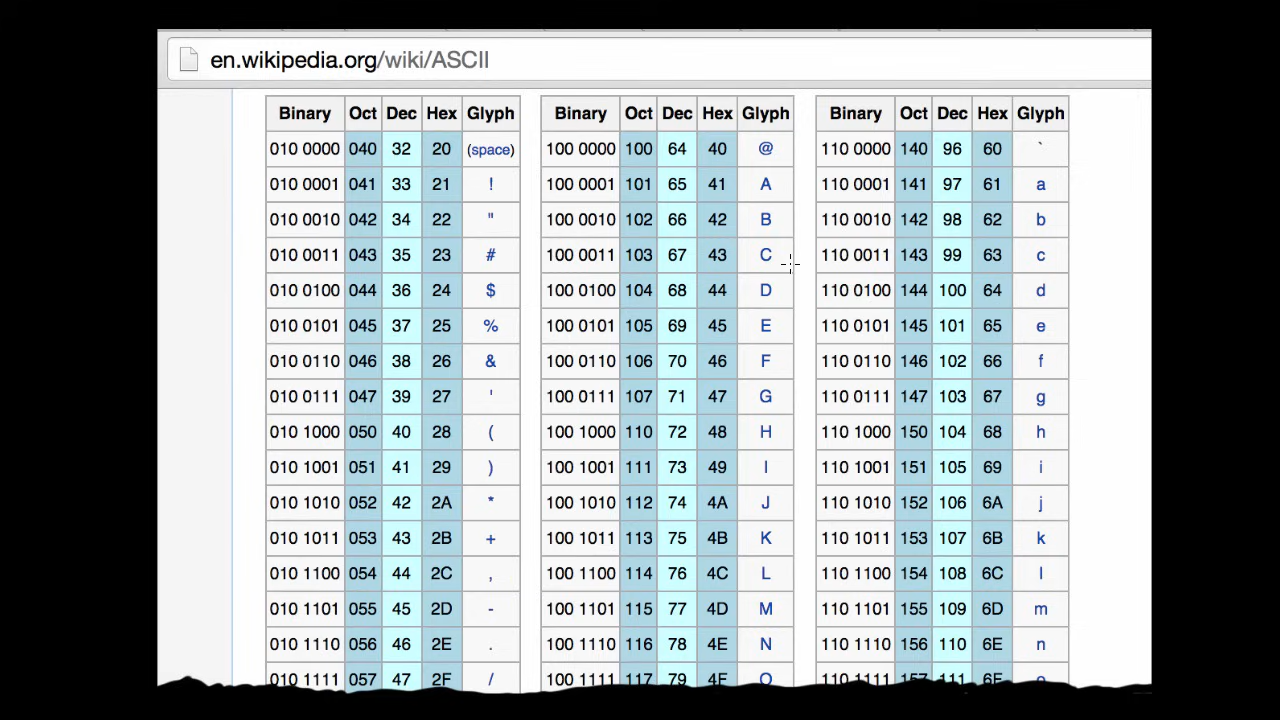 en.wikipedia.org/wiki/ASCII
Binary Oct Dec Hex Glyph Binary Oct Dec Hex Glyph Binary Oct Dec Hex Glyph
010 0000 040 32 20 (space) 100 0000 100 64 40 @ 110 0000 140 96 60 `
010 0001 041 33 21 ! 100 0001 101 65 41 A 110 0001 141 97 61 a
010 0010 042 34 22 " 100 0010 102 66 42 B 110 0010 142 98 62 b
010 0011 043 35 23 # 100 0011 103 67 43 C 110 0011 143 99 63 c
010 0100 044 36 24 $ 100 0100 104 68 44 D 110 0100 144 100 64 d
010 0101 045 37 25 % 100 0101 105 69 45 E 110 0101 145 101 65 e
010 0110 046 38 26 & 100 0110 106 70 46 F 110 0110 146 102 66 f
010 0111 047 39 27 ' 100 0111 107 71 47 G 110 0111 147 103 67 g
010 1000 050 40 28 ( 100 1000 110 72 48 H 110 1000 150 104 68 h
010 1001 051 41 29 ) 100 1001 111 73 49 I 110 1001 151 105 69 i
010 1010 052 42 2A * 100 1010 112 74 4A J 110 1010 152 106 6A j
010 1011 053 43 2B + 100 1011 113 75 4B K 110 1011 153 107 6B k
010 1100 054 44 2C , 100 1100 114 76 4C L 110 1100 154 108 6C l
010 1101 055 45 2D - 100 1101 115 77 4D M 110 1101 155 109 6D m
010 1110 056 46 2E . 100 1110 116 78 4E N 110 1110 156 110 6E n
010 1111 057 47 2F / 100 1111 117 79 4F O 110 1111 157 111 6F o